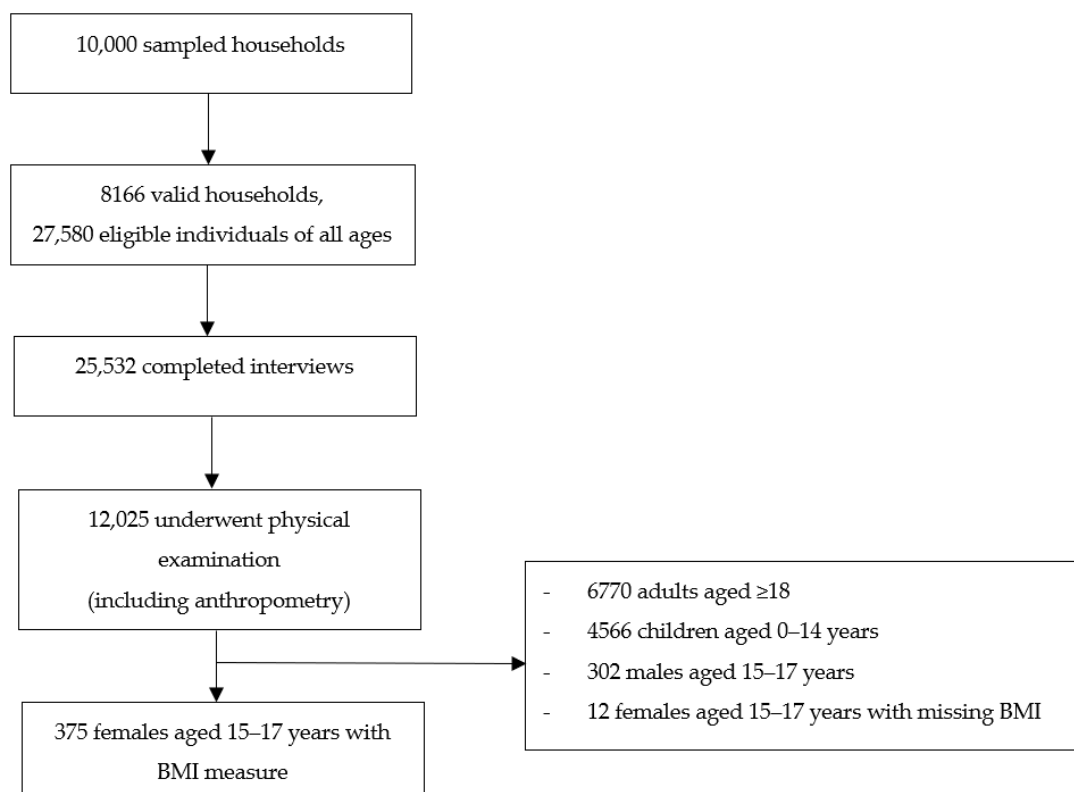 10,000 sampled households
8166 valid households,
27,580 eligible individuals of all ages
25,532 completed interviews
12,025 underwent physical
examination
(including anthropometry)
- 6770 adults aged ≥18
- 4566 children aged 0–14 years
- 302 males aged 15–17 years
- 12 females aged 15–17 years with missing BMI
375 females aged 15–17 years with
BMI measure